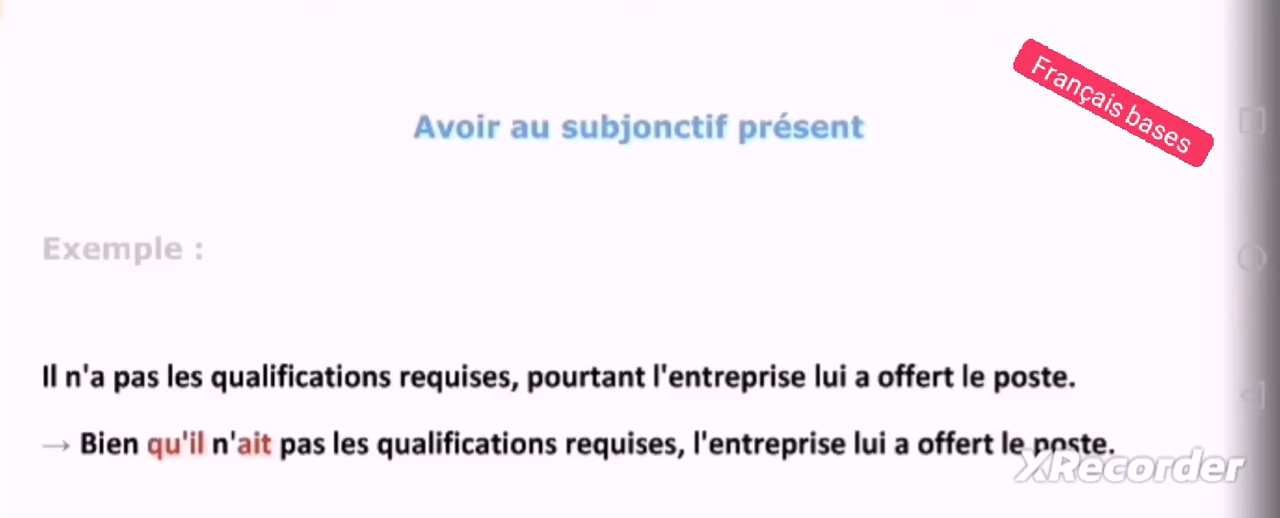 Français bases
Avoir au subjonctif présent
Exemple :
Il n'a pas les qualifications requises, pourtant l'entreprise lui a offert le poste.
→ Bien qu'il n'ait pas les qualifications requises, l'entreprise lui a offert le poste.
XRecorder